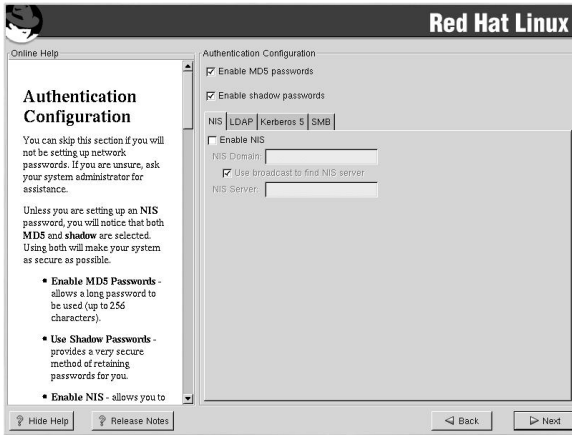 Red Hat Linux
Online Help
Authentication
Configuration
You can skip this section if you will
not be setting up network
passwords. If you are unsure, ask
your system administrator for
assistance.
Unless you are setting up an NIS
password, you will notice that both
MD5 and shadow are selected.
Using both will make your system
as secure as possible.
• Enable MD5 Passwords -
allows a long password to
be used (up to 256
characters).
• Use Shadow Passwords -
provides a very secure
method of retaining
passwords for you.
• Enable NIS - allows you to
Authentication Configuration
Enable MD5 passwords
Enable shadow passwords
NIS LDAP Kerberos 5 SMB
Enable NIS
NIS Domain:
Use broadcast to find NIS server
NIS Server:
? Hide Help ? Release Notes Back Next